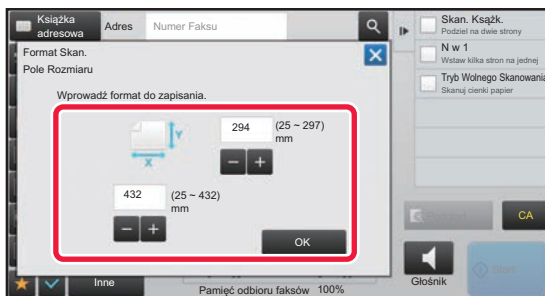 Książka
adresowa
Adres
Numer Faksu
Format Skan.
Pole Rozmiaru
Wprowadź format do zapisania.
Y
X
294
(25 ~ 297)
mm
432
(25 ~ 432)
mm
OK
Skan. Ksążk.
Podziel na dwie strony
N w 1
Wstaw kilka stron na jednej
Tryb Wolnego Skanowania
Skanuj cienki papier
CA
Głośnik
Start
Inne
Pamięć odbioru faksów 100%